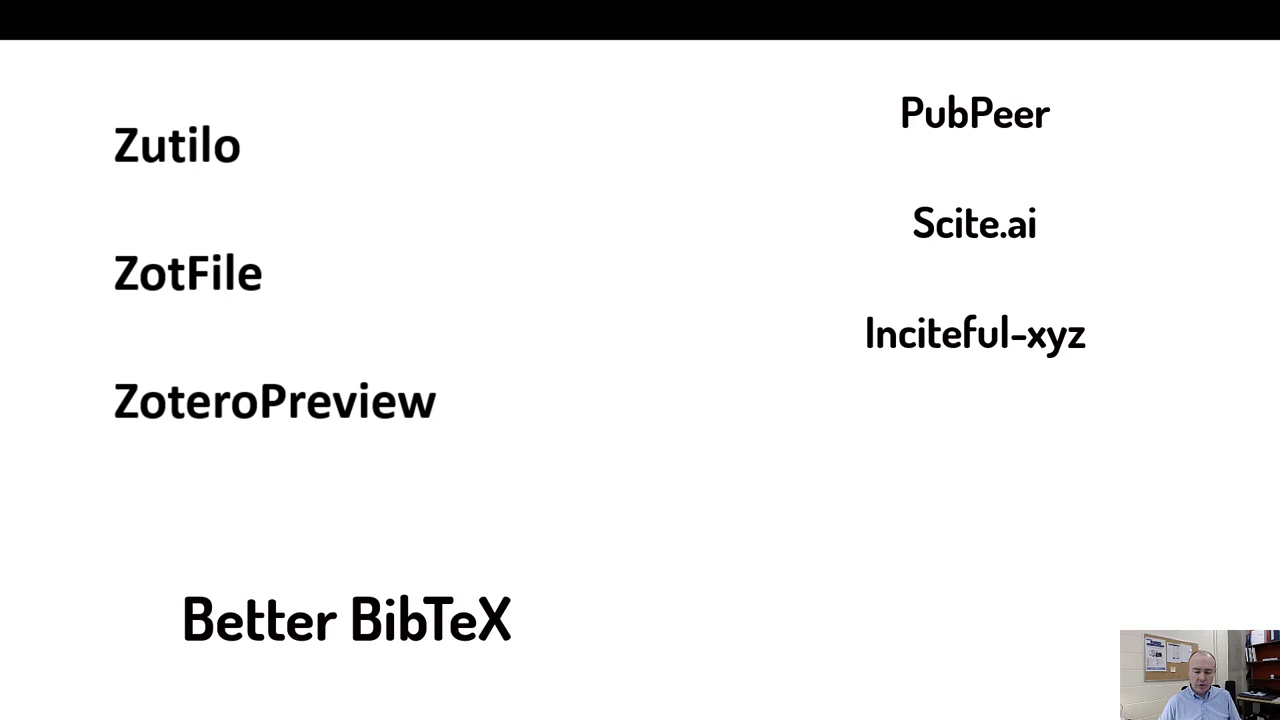 Zutilo
ZotFile
ZoteroPreview
Better BibTeX
PubPeer
Scite.ai
Inciteful-xyz